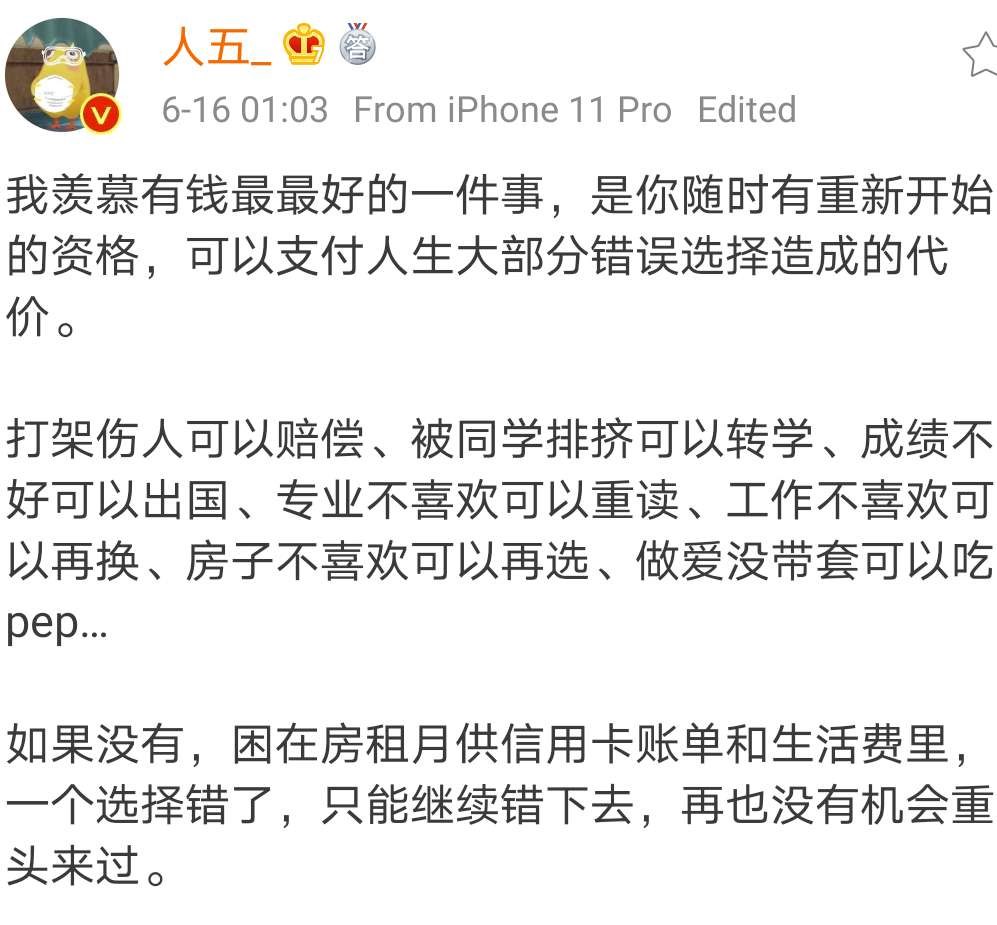 人五_ 答
6-16 01:03 From iPhone 11 Pro Edited
我羡慕有钱最最好的一件事，是你随时有重新开始
的资格，可以支付人生大部分错误选择造成的代
价。
打架伤人可以赔偿、被同学排挤可以转学、成绩不
好可以出国、专业不喜欢可以重读、工作不喜欢可
以再换、房子不喜欢可以再选、做爱没带套可以吃
pep...
如果没有，困在房租月供信用卡账单和生活费里，
一个选择错了，只能继续错下去，再也没有机会重
头来过。